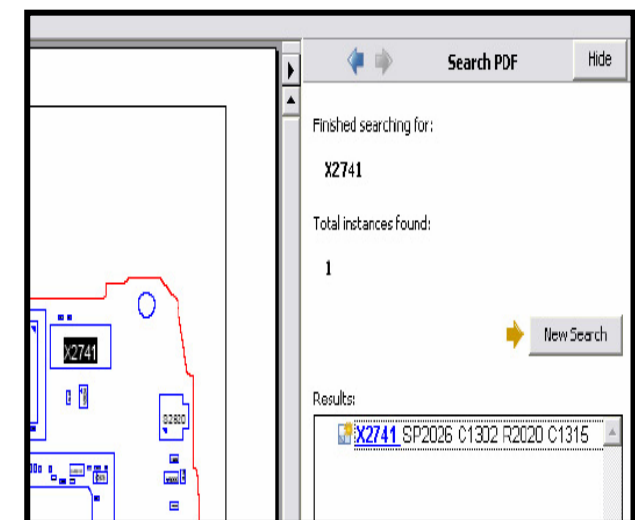 Search PDF
Hide
Finished searching for:
X2741
Total instances found:
1
New Search
Results:
X2741 SP2026 C1302 R2020 C1315
X2741
S2820